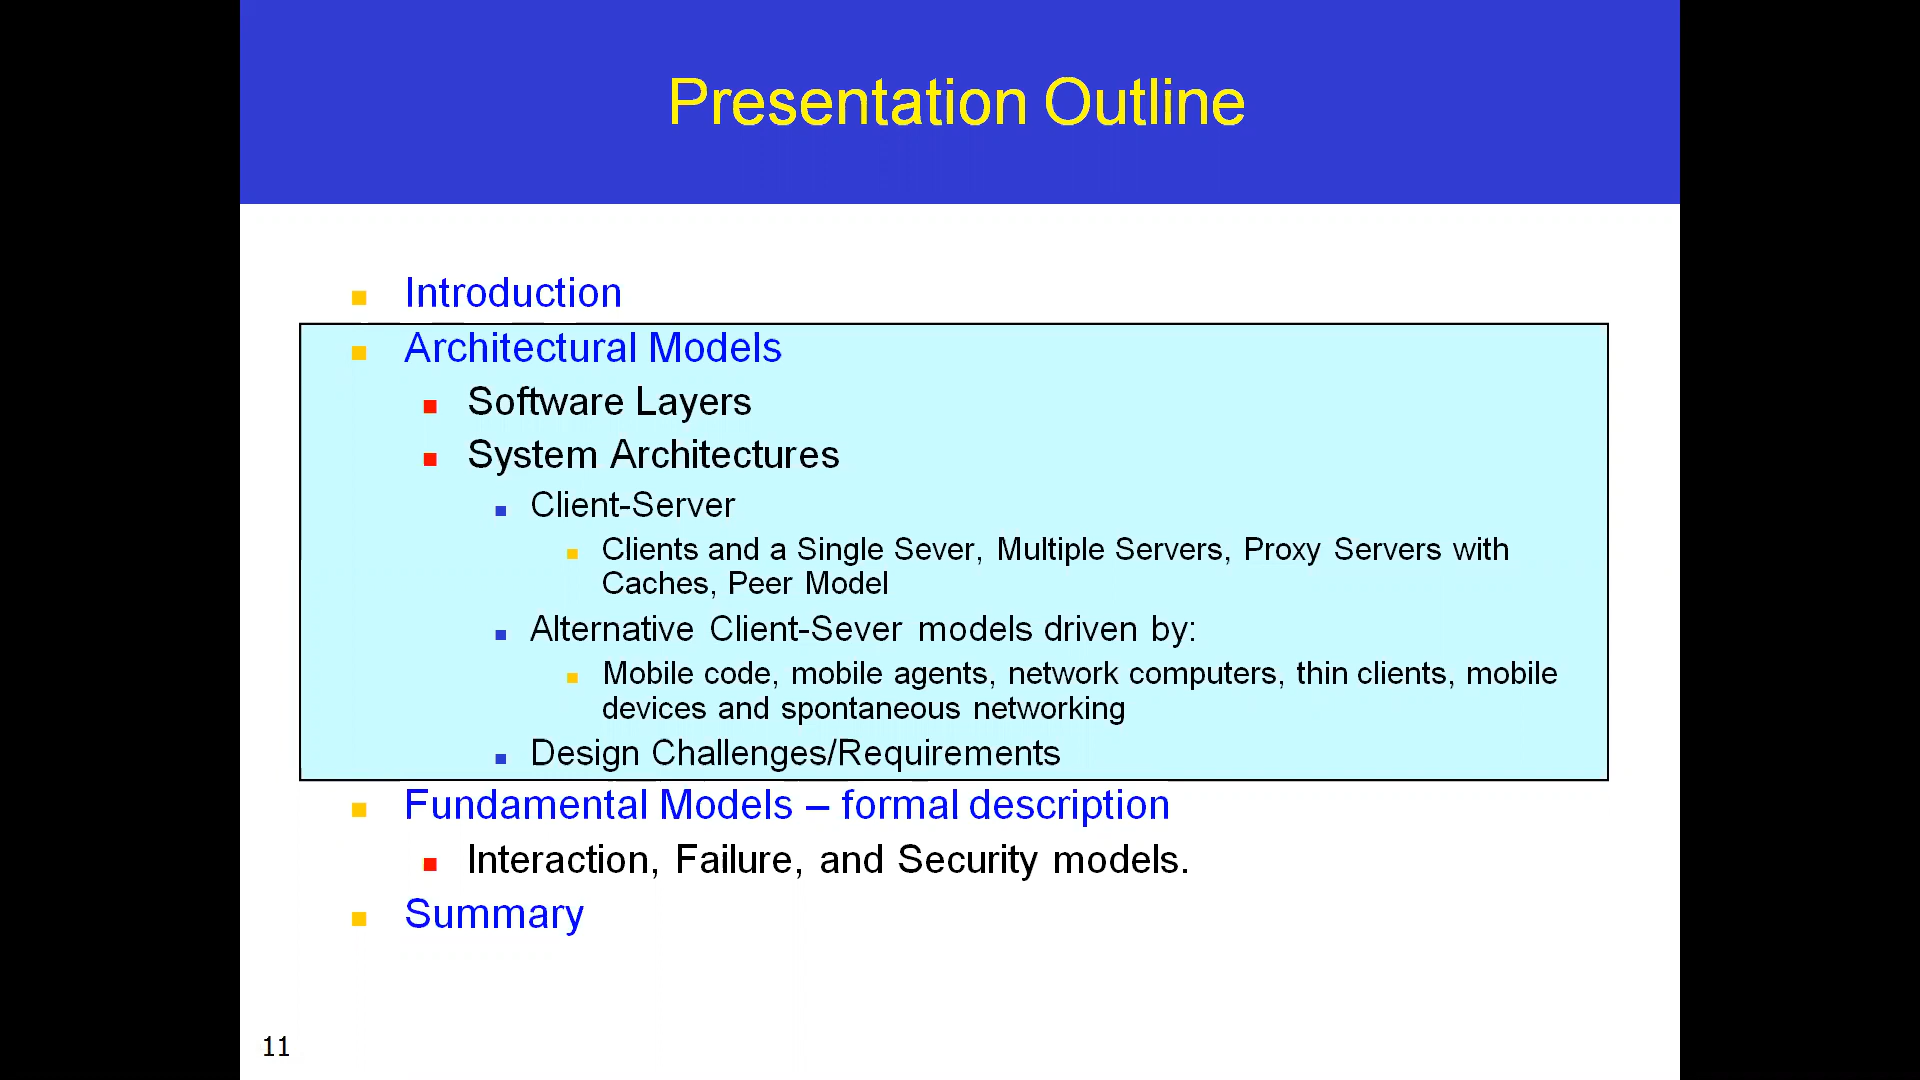 Presentation Outline
Introduction
Architectural Models
Software Layers
System Architectures
Client-Server
Clients and a Single Sever, Multiple Servers, Proxy Servers with
Caches, Peer Model
Alternative Client-Sever models driven by:
Mobile code, mobile agents, network computers, thin clients, mobile
devices and spontaneous networking
Design Challenges/Requirements
Fundamental Models – formal description
Interaction, Failure, and Security models.
Summary
11